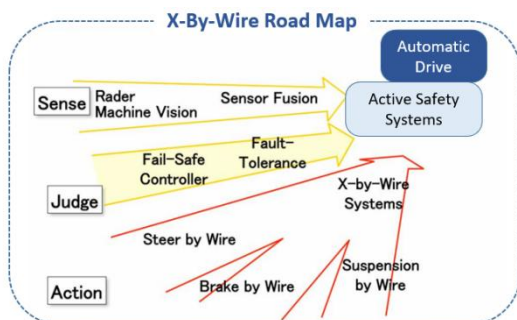 X-By-Wire Road Map
Automatic
Drive
Active Safety
Systems
Sense
Rader
Machine Vision
Sensor Fusion
Fault-
Tolerance
Fail-Safe
Controller
Judge
X-by-Wire
Systems
Steer by Wire
Action
Brake by Wire
Suspension
by Wire